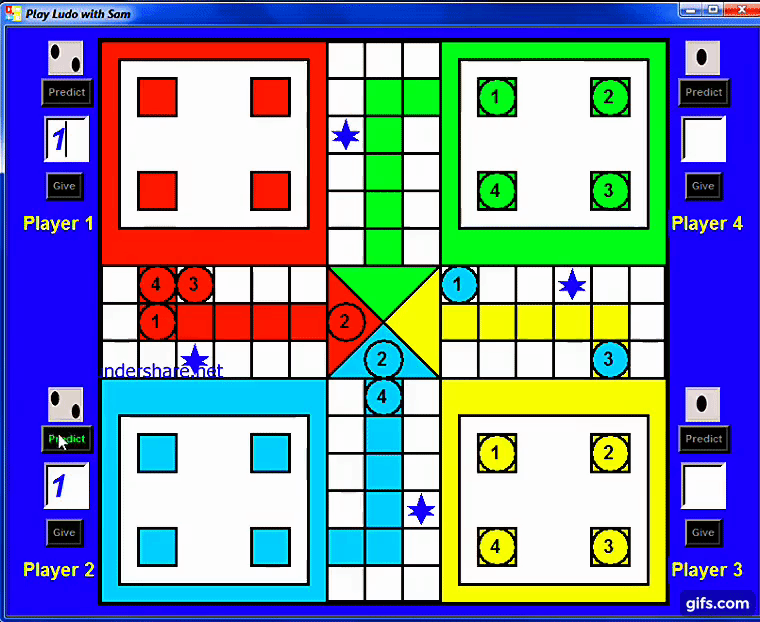 Play Ludo with Sam
Predict
1
Give
Player 1
1 2
4 3
Predict
Give
Player 4
4 3
1
2
1
2
3
4
ndershare.net
Predict
1
Give
Player 2
1 2
4 3
Predict
Give
Player 3
gifs.com